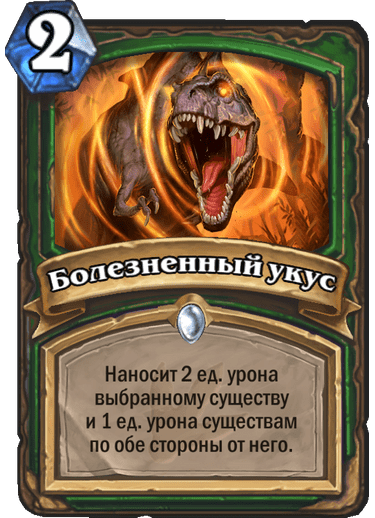 2
Болезненный укус
Наносит 2 ед. урона
выбранному существу
и 1 ед. урона существам
по обе стороны от него.